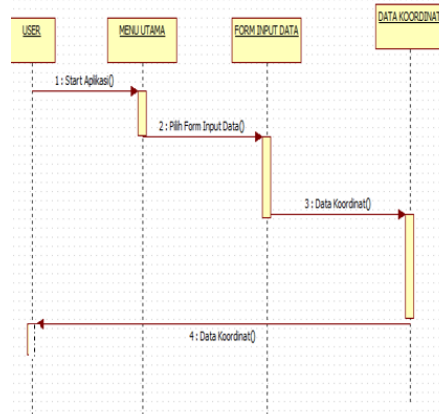 USER
MENU UTAMA
FORM INPUT DATA
DATA KOORDINAT
1 : Start Aplikasi()
2 : Pilih Form Input Data()
3 : Data Koordinat()
4 : Data Koordinat()